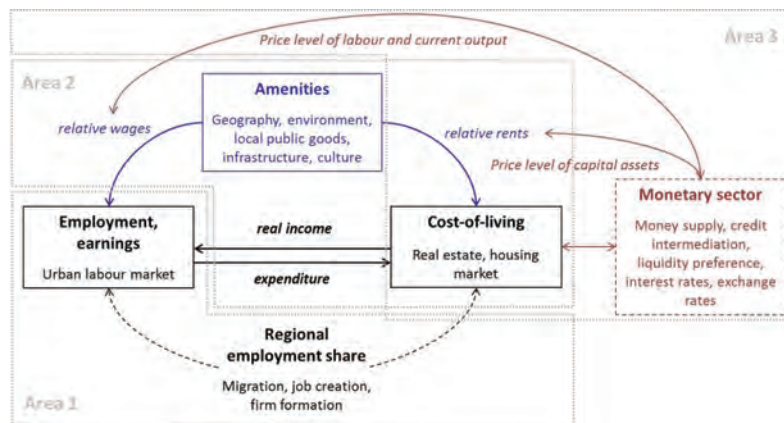 Price level of labour and current output
Area 3
Area 2
Amenities
Geography, environment,
local public goods,
infrastructure, culture
relative wages
relative rents
Price level of capital assets
Monetary sector
Money supply, credit
intermediation,
liquidity preference,
interest rates, exchange
rates
Employment,
earnings
Urban labour market
real income
expenditure
Cost-of-living
Real estate, housing
market
Regional
employment share
Migration, job creation,
firm formation
Area 1